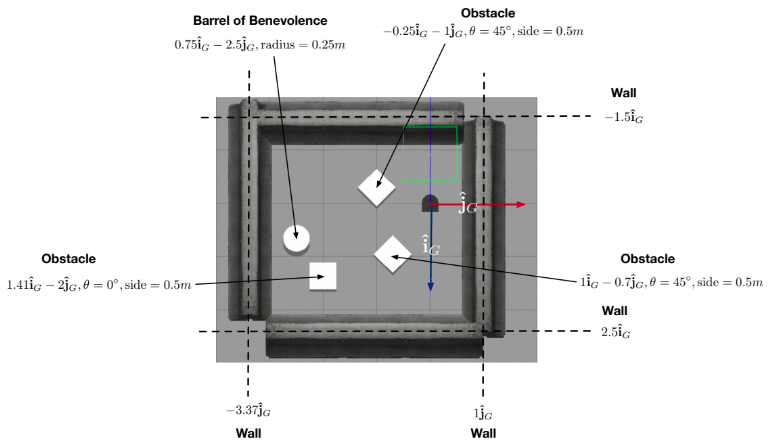 Barrel of Benevolence
0.75î_G − 2.5ĵ_G, radius = 0.25m
Obstacle
−0.25î_G − 1ĵ_G, θ = 45°, side = 0.5m
Wall
−1.5î_G
ĵ_G
î_G
Obstacle
1.41î_G − 2ĵ_G, θ = 0°, side = 0.5m
Obstacle
1î_G − 0.7ĵ_G, θ = 45°, side = 0.5m
Wall
2.5î_G
−3.37ĵ_G
Wall
1ĵ_G
Wall